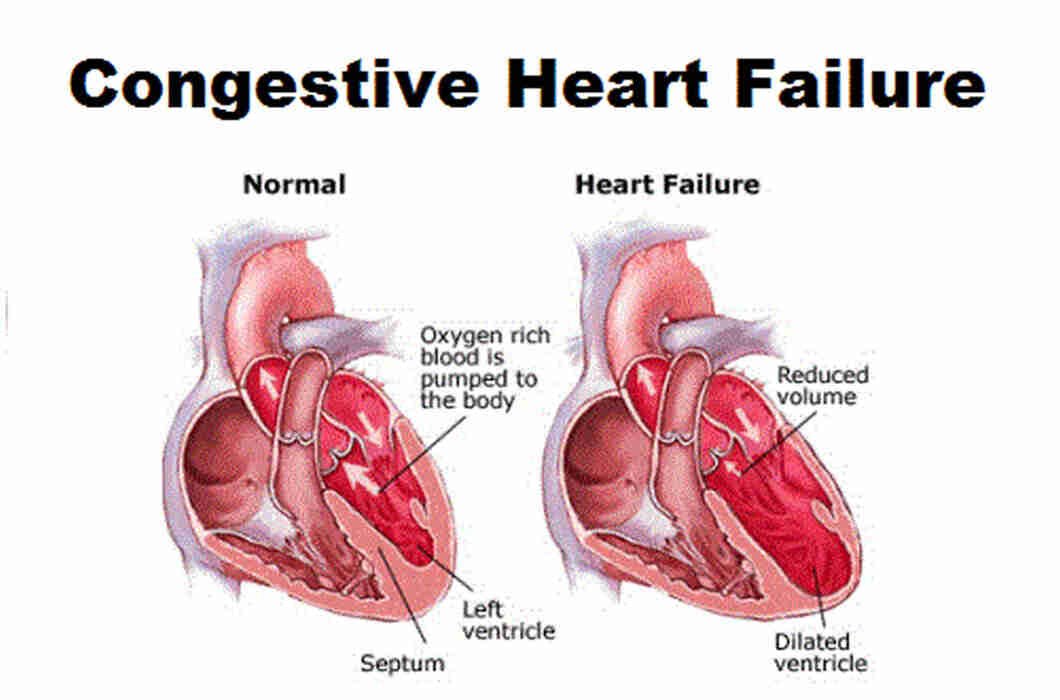 Congestive Heart Failure
Normal
Heart Failure
Oxygen rich
blood is
pumped to
the body
Reduced
volume
Left
ventricle
Septum
Dilated
ventricle